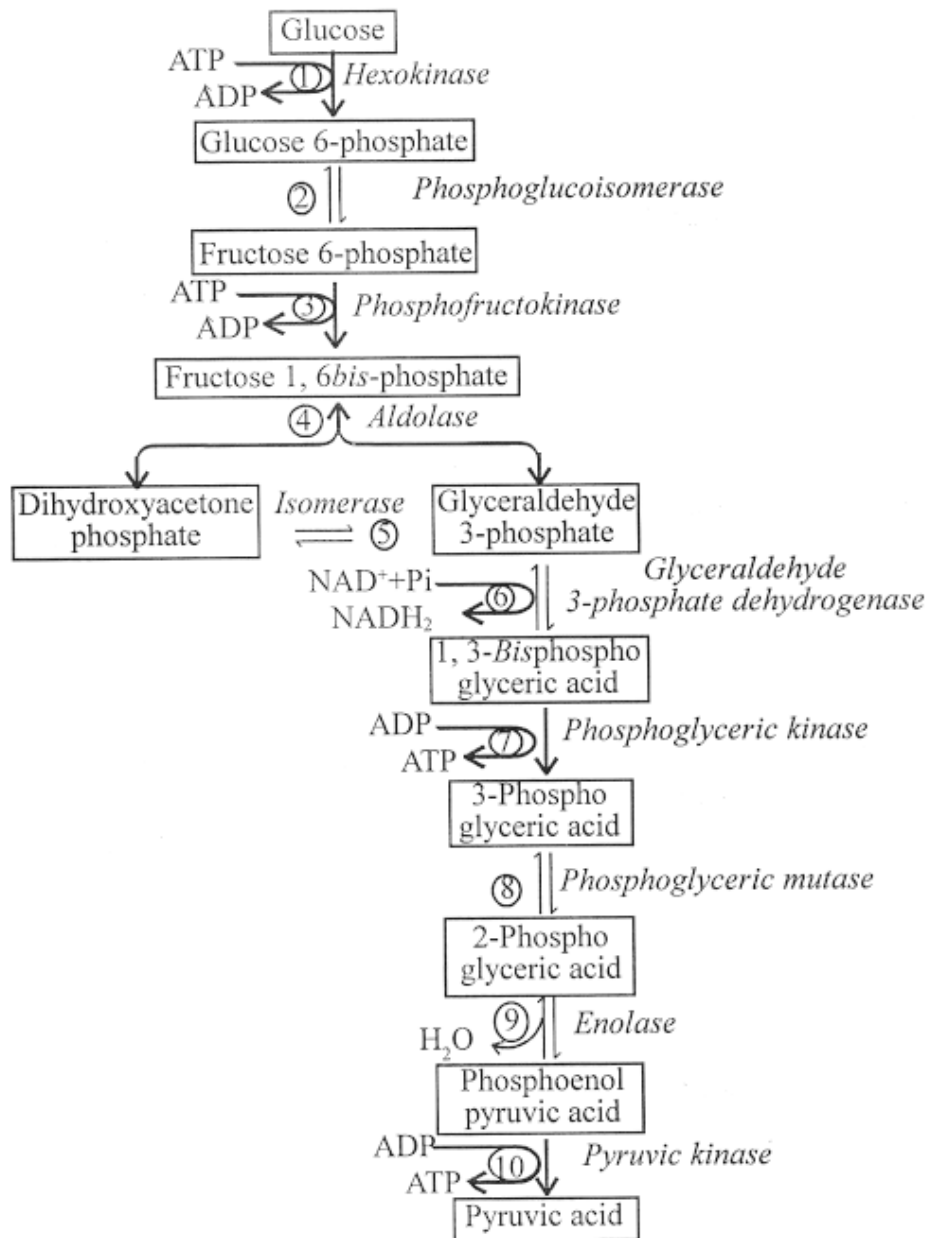 Glucose
ATP
① Hexokinase
ADP
Glucose 6-phosphate
② Phosphoglucoisomerase
Fructose 6-phosphate
ATP
③ Phosphofructokinase
ADP
Fructose 1, 6bis-phosphate
④ Aldolase
Dihydroxyacetone
phosphate
Isomerase
⑤
Glyceraldehyde
3-phosphate
NAD⁺+Pi
⑥
NADH₂
Glyceraldehyde
3-phosphate dehydrogenase
1, 3-Bisphospho
glyceric acid
ADP
⑦ Phosphoglyceric kinase
ATP
3-Phospho
glyceric acid
⑧ Phosphoglyceric mutase
2-Phospho
glyceric acid
⑨ Enolase
H₂O
Phosphoenol
pyruvic acid
ADP
⑩ Pyruvic kinase
ATP
Pyruvic acid